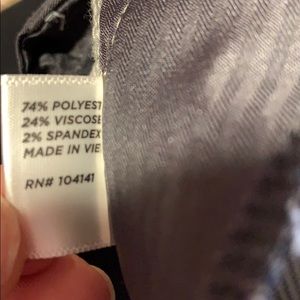 74% POLYEST
24% VISCOSE
2% SPANDEX
MADE IN VIE
RN# 104141